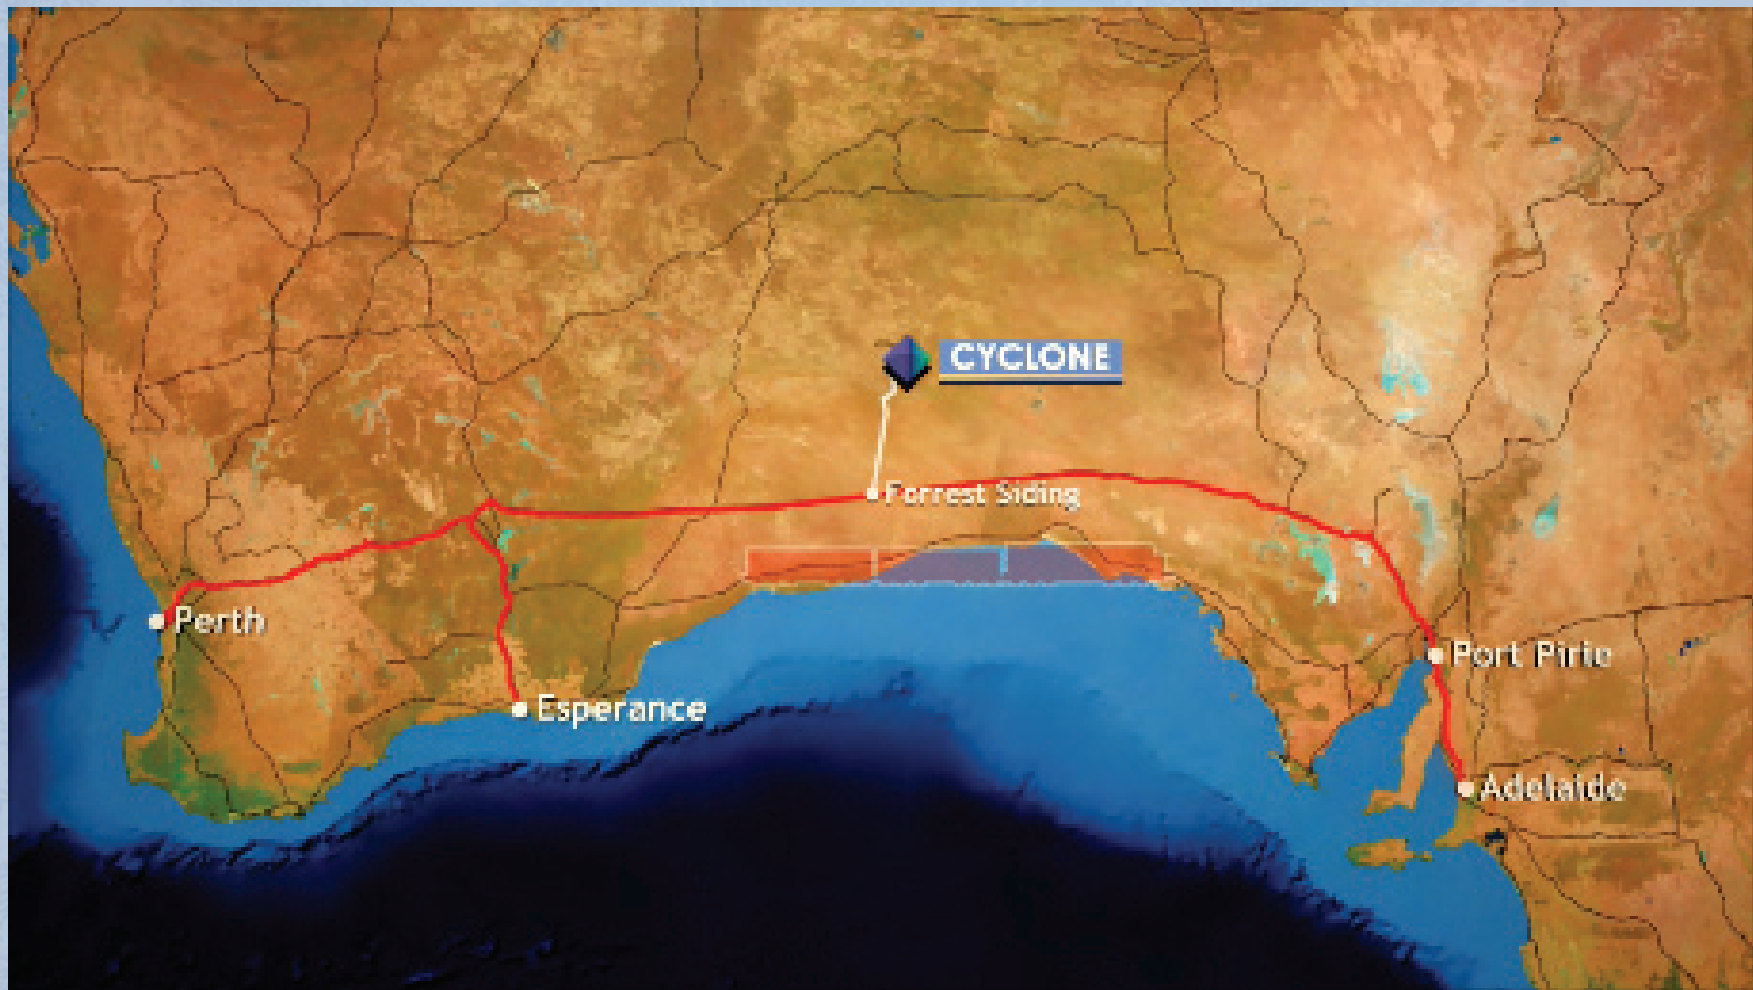 CYCLONE
Forrest Siding
Perth
Port Pirie
Esperance
Adelaide